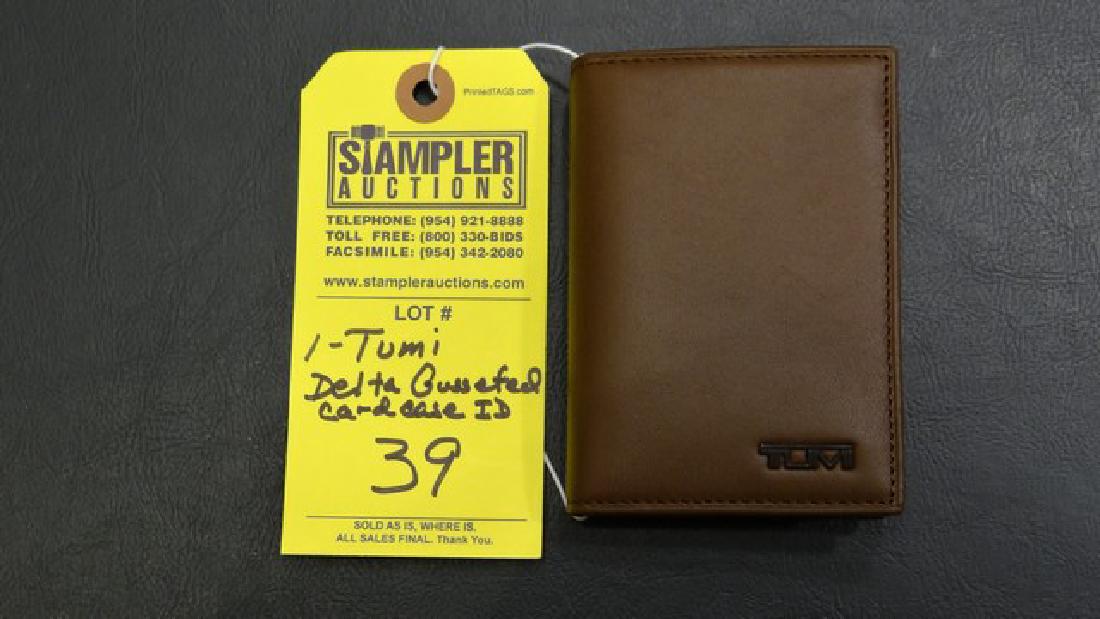 PrintedTAGS.com
STAMPLER
AUCTIONS
TELEPHONE: (954) 921-8888
TOLL FREE: (800) 330-BIDS
FACSIMILE: (954) 342-2080
www.stamplerauctions.com
LOT #
1-Tumi
Delta Gusseted
card case ID
39
SOLD AS IS, WHERE IS.
ALL SALES FINAL. Thank You.
TUMI